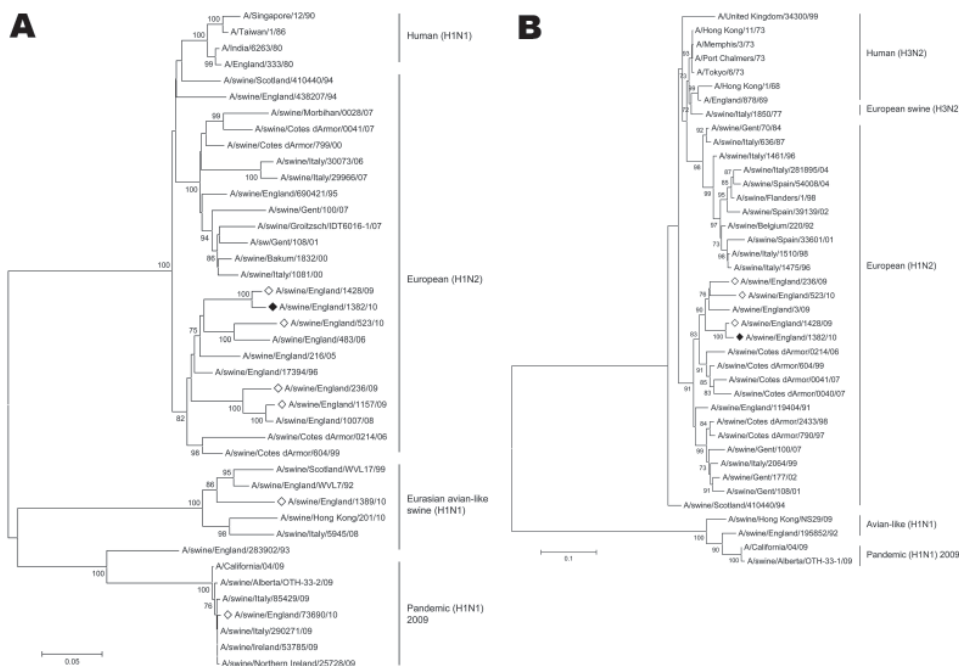 A
A/Singapore/12/90
100
A/Taiwan/1/86
100
A/India/6263/80
99
A/England/333/80
Human (H1N1)
A/swine/Scotland/410440/94
A/swine/England/438207/94
A/swine/Morbihan/0028/07
99
A/swine/Cotes dArmor/0041/07
A/swine/Cotes dArmor/799/00
A/swine/Italy/30073/06
100
A/swine/Italy/29966/07
100
A/swine/England/690421/95
A/swine/Gent/100/07
A/swine/Groitzsch/IDT6016-1/07
94
A/sw/Gent/108/01
86
A/swine/Bakum/1832/00
A/swine/Italy/1081/00
100
European (H1N2)
A/swine/England/1428/09
100
A/swine/England/1382/10
A/swine/England/523/10
75
100
A/swine/England/483/06
A/swine/England/216/05
A/swine/England/17394/96
A/swine/England/236/09
100
A/swine/England/1157/09
100
A/swine/England/1007/08
82
A/swine/Cotes dArmor/0214/06
98
A/swine/Cotes dArmor/604/99
A/swine/Scotland/WVL17/99
95
A/swine/England/WVL7/92
86
A/swine/England/1389/10
100
A/swine/Hong Kong/201/10
98
A/swine/Italy/5945/08
Eurasian avian-like
swine (H1N1)
A/swine/England/283902/93
100
A/California/04/09
A/swine/Alberta/OTH-33-2/09
100
A/swine/Italy/85429/09
76
A/swine/England/73690/10
A/swine/Italy/290271/09
A/swine/Ireland/53785/09
A/swine/Northern Ireland/25728/09
Pandemic (H1N1)
2009
0.05
B
A/United Kingdom/34300/99
A/Hong Kong/11/73
93
A/Memphis/3/73
A/Port Chalmers/73
73
A/Tokyo/6/73
99
A/Hong Kong/1/68
72
A/England/878/69
Human (H3N2)
A/swine/Italy/1850/77
European swine (H3N2
A/swine/Gent/70/84
92
A/swine/Italy/636/87
98
A/swine/Italy/1461/96
A/swine/Italy/281895/04
87
A/swine/Spain/54008/04
85
A/swine/Flanders/1/98
95
99
A/swine/Spain/39139/02
97
A/swine/Belgium/220/92
A/swine/Spain/33601/01
73
A/swine/Italy/1510/98
98
A/swine/Italy/1475/96
European (H1N2)
A/swine/England/236/09
76
A/swine/England/523/10
90
A/swine/England/3/09
A/swine/England/1428/09
83
100
A/swine/England/1382/10
A/swine/Cotes dArmor/0214/06
91
A/swine/Cotes dArmor/604/99
85
A/swine/Cotes dArmor/0041/07
91
83
A/swine/Cotes dArmor/0040/07
A/swine/England/119404/91
84
A/swine/Cotes dArmor/2433/98
A/swine/Cotes dArmor/790/97
99
A/swine/Gent/100/07
73
A/swine/Italy/2064/99
A/swine/Gent/177/02
91
A/swine/Gent/108/01
A/swine/Scotland/410440/94
A/swine/Hong Kong/NS29/09
100
A/swine/England/195852/92
Avian-like (H1N1)
90
A/California/04/09
100
A/swine/Alberta/OTH-33-1/09
Pandemic (H1N1) 2009
0.1